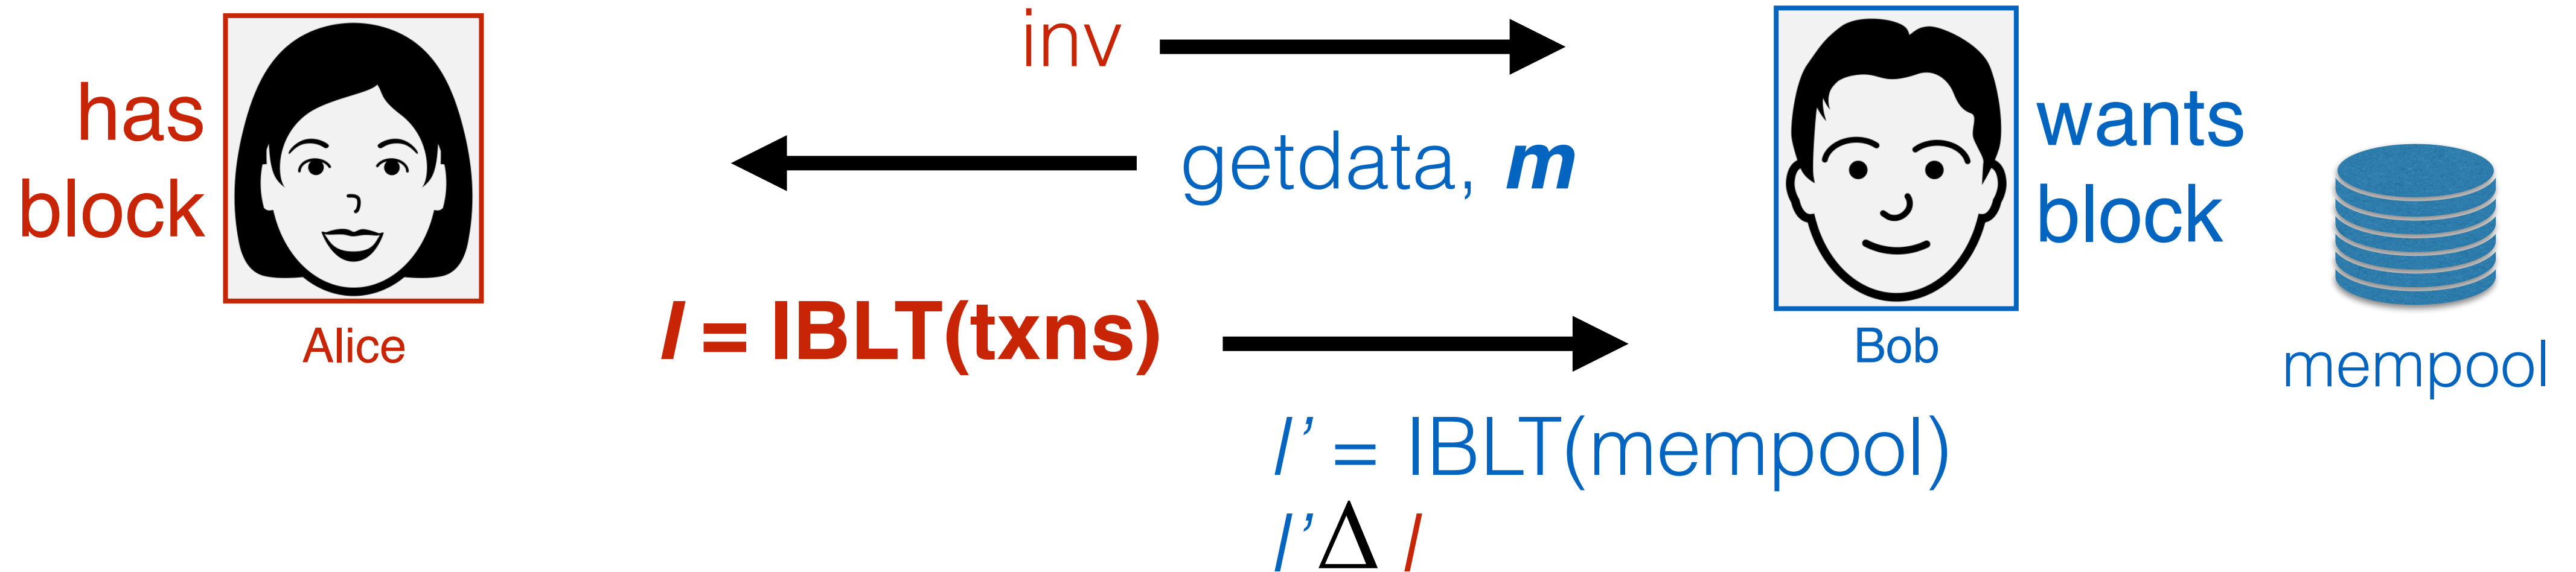 inv
has
block
Alice
getdata, m
wants
block
Bob
mempool
I = IBLT(txns)
I' = IBLT(mempool)
I' Δ I